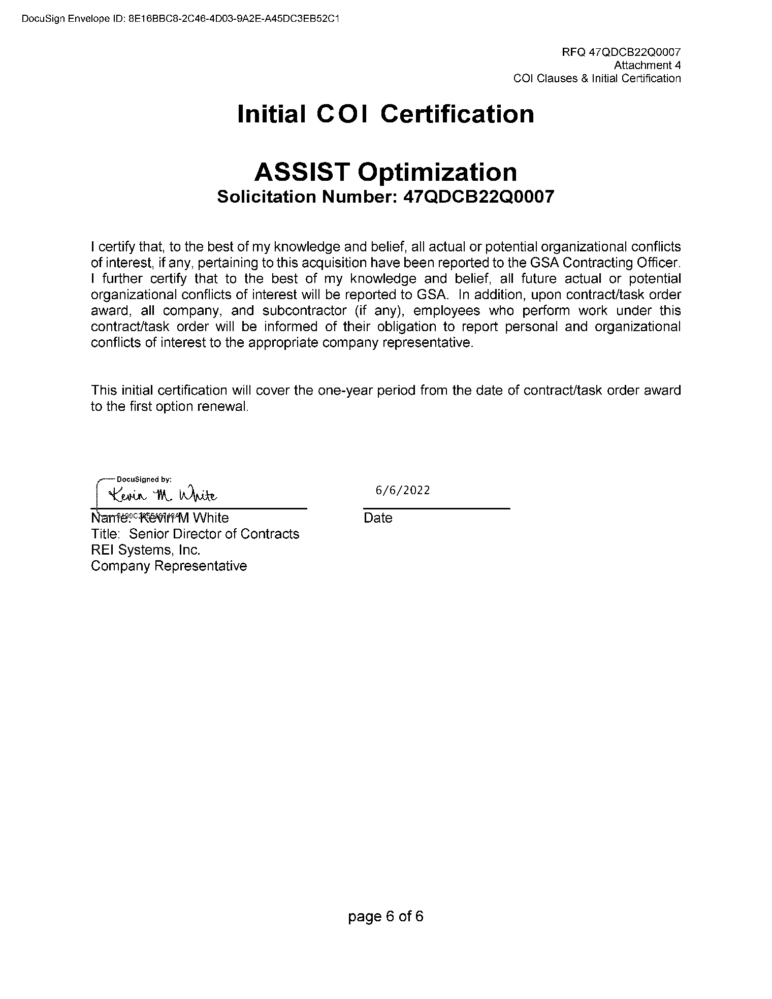 DocuSign Envelope ID: 8E16BBC8-2C46-4D03-9A2E-A45DC3EB52C1
RFQ 47QDCB22Q0007
Attachment 4
COI Clauses & Initial Certification
Initial COI Certification
ASSIST Optimization
Solicitation Number: 47QDCB22Q0007
I certify that, to the best of my knowledge and belief, all actual or potential organizational conflicts
of interest, if any, pertaining to this acquisition have been reported to the GSA Contracting Officer.
I further certify that to the best of my knowledge and belief, all future actual or potential
organizational conflicts of interest will be reported to GSA. In addition, upon contract/task order
award, all company, and subcontractor (if any), employees who perform work under this
contract/task order will be informed of their obligation to report personal and organizational
conflicts of interest to the appropriate company representative.
This initial certification will cover the one-year period from the date of contract/task order award
to the first option renewal.
DocuSigned by:
Kevin M. White
6/6/2022
Name: Kevin M White
Date
Title: Senior Director of Contracts
REI Systems, Inc.
Company Representative
page 6 of 6